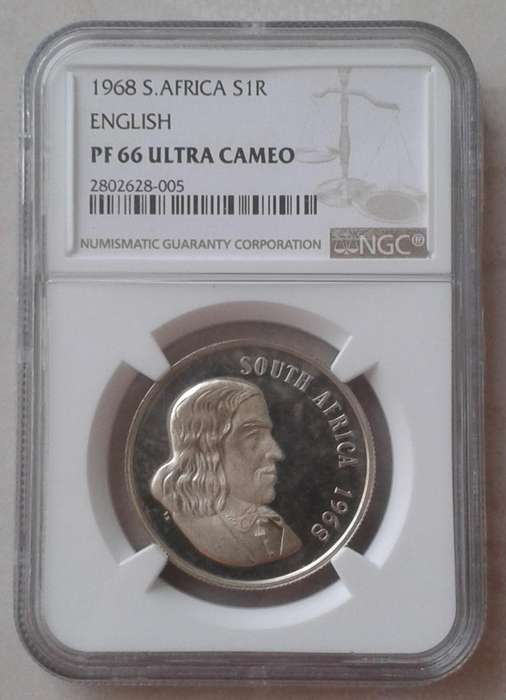 1968 S.AFRICA S1R
ENGLISH
PF 66 ULTRA CAMEO
2802628-005
NUMISMATIC GUARANTY CORPORATION
NGC®
SOUTH AFRICA 1968